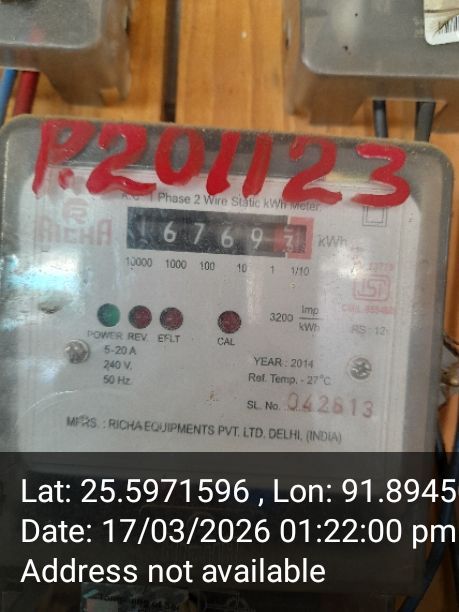 P.201123
A.C. 1 Phase 2 Wire Static kWh Meter.
RICHA
167693 kWh
10000 1000 100 10 1 1/10
3200 Imp/kWh
POWER REV. EFLT CAL
5-20 A
240 V.
50 Hz.
YEARː 2014
Ref. Temp. - 27°C
SL. No. 042613
MFRS. : RICHA EQUIPMENTS PVT. LTD. DELHI, (INDIA)
Lat: 25.5971596 , Lon: 91.8945
Date: 17/03/2026 01:22:00 pm
Address not available